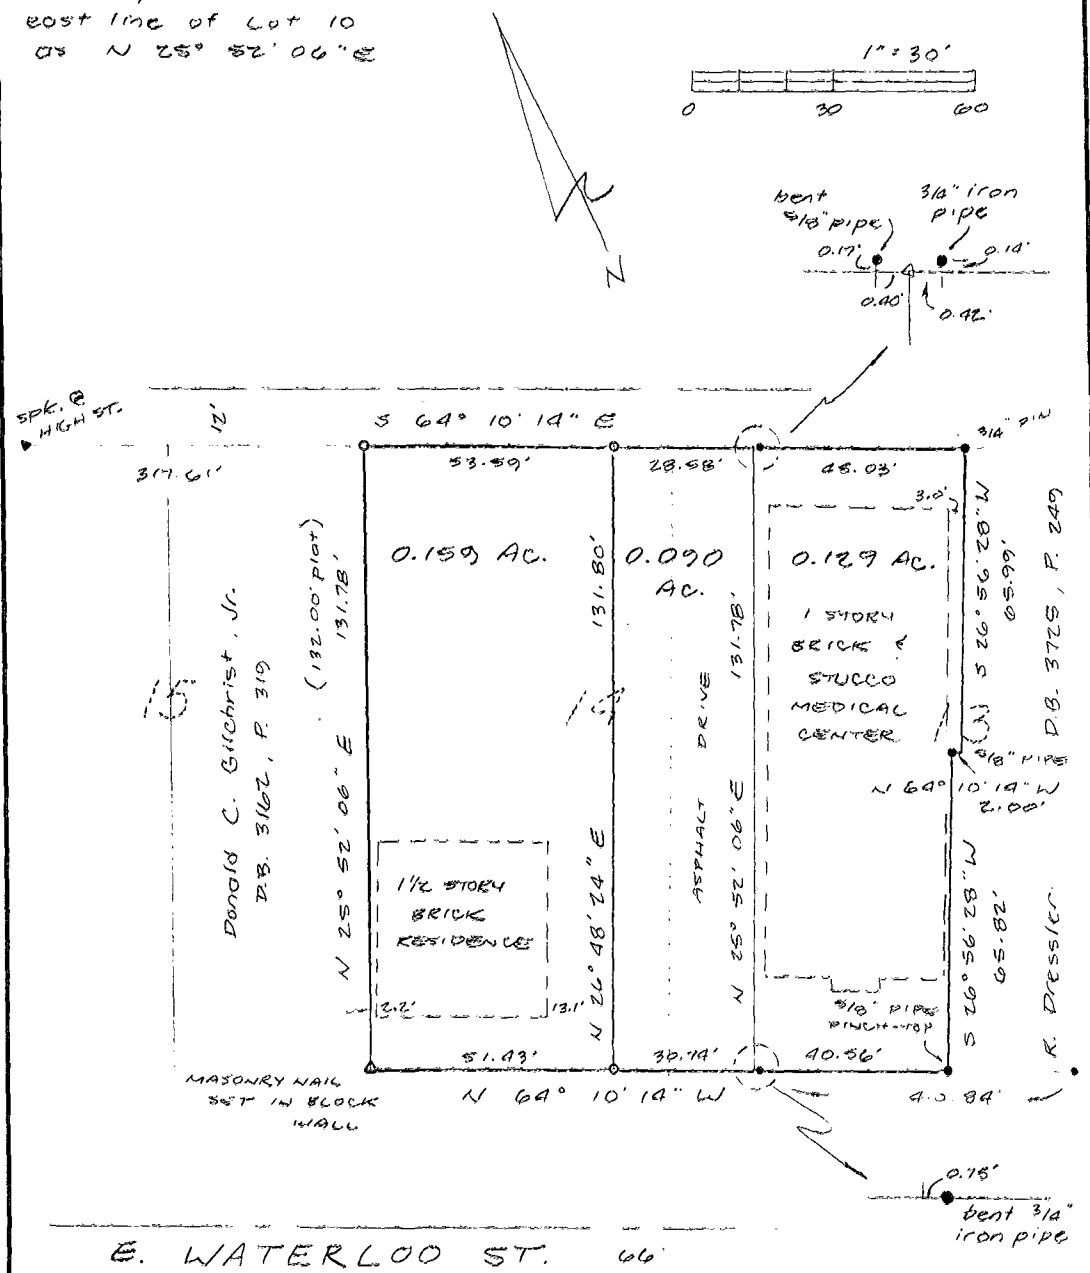 east line of Lot 10
as N 25° 52' 06" E
1" = 30'
0 30 60
bent
5/8" pipe
3/4" iron
pipe
0.17'
0.14'
0.40'
0.42'
spk. @
HIGH ST.
12'
S 64° 10' 14" E
3/4" PIN
317.61'
53.59'
28.58'
48.03'
3.0'
0.159 Ac.
0.090
Ac.
0.129 Ac.
1 STORY
BRICK &
STUCCO
MEDICAL
CENTER
(132.00' plat)
131.78'
N 25° 52' 06" E
131.80'
N 26° 48' 24" E
131.78'
N 25° 52' 06" E
ASPHALT DRIVE
S 26° 56' 28" W
65.99'
D.B. 3725, P. 249
15
Donald C. Gilchrist, Jr.
D.B. 3162, P. 319
5/8" PIPE
N 64° 10' 14" W
2.00'
1 1/2 STORY
BRICK
RESIDENCE
2.2'
13.1'
5/8" PIPE
PINCH-TOP
S 26° 56' 28" W
65.82'
R. Dressler
51.43'
30.74'
40.56'
MASONRY NAIL
SET IN BLOCK
WALL
N 64° 10' 14" W
40.84'
0.75'
bent 3/4"
iron pipe
E. WATERLOO ST. 66'